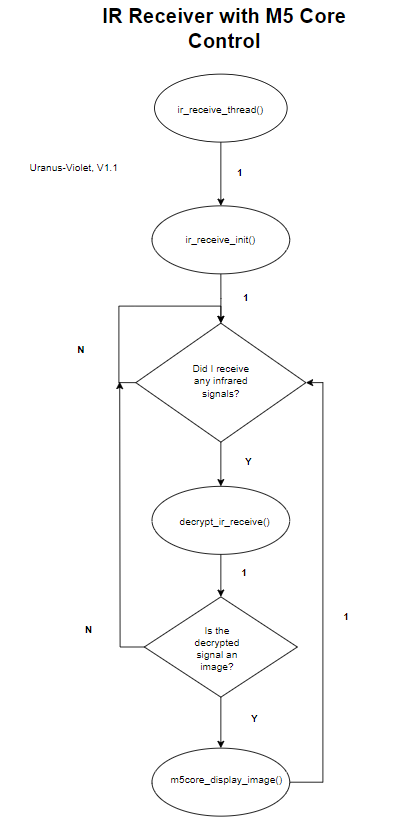 IR Receiver with M5 Core
Control
ir_receive_thread()
Uranus-Violet, V1.1
1
ir_receive_init()
1
N
Did I receive
any infrared
signals?
Y
decrypt_ir_receive()
1
N
Is the
decrypted
signal an
image?
1
Y
m5core_display_image()